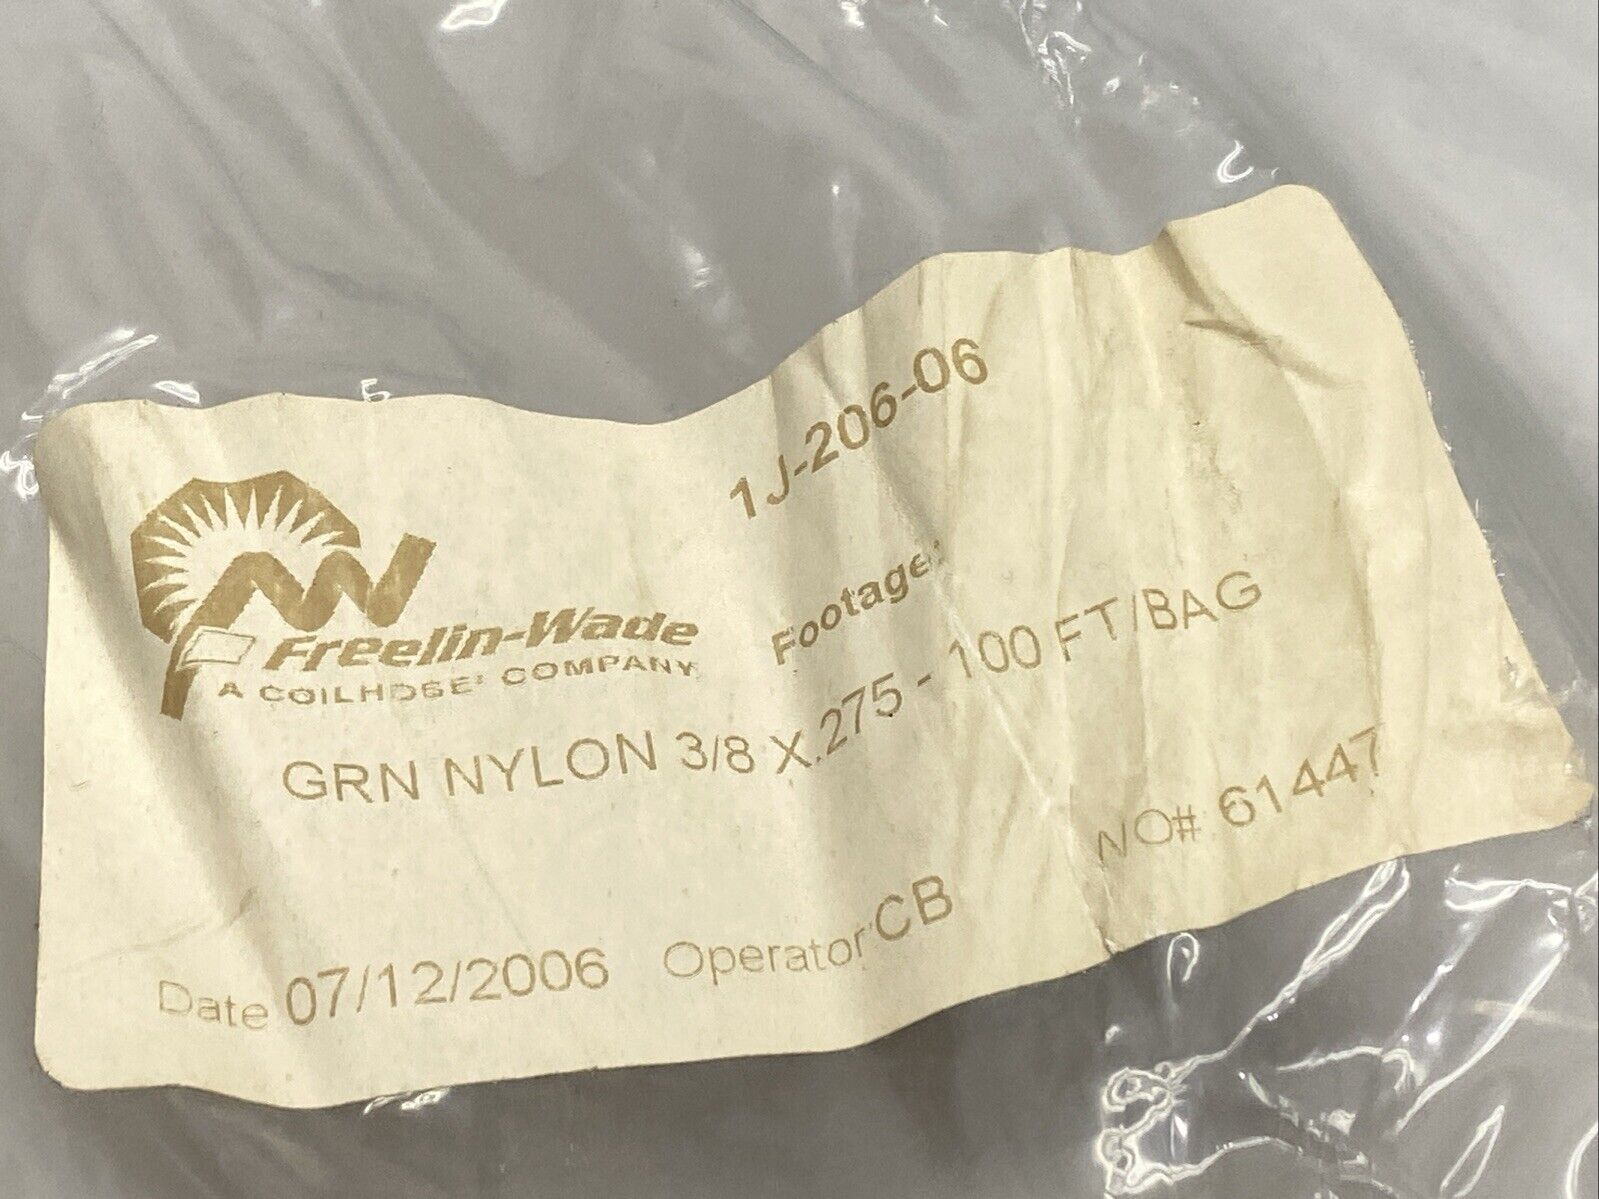 1J-206-06
Freelin-Wade
A COILHOSE COMPANY
Footage:
GRN NYLON 3/8 X .275 - 100 FT/BAG
WO# 61447
Date 07/12/2006 Operator CB